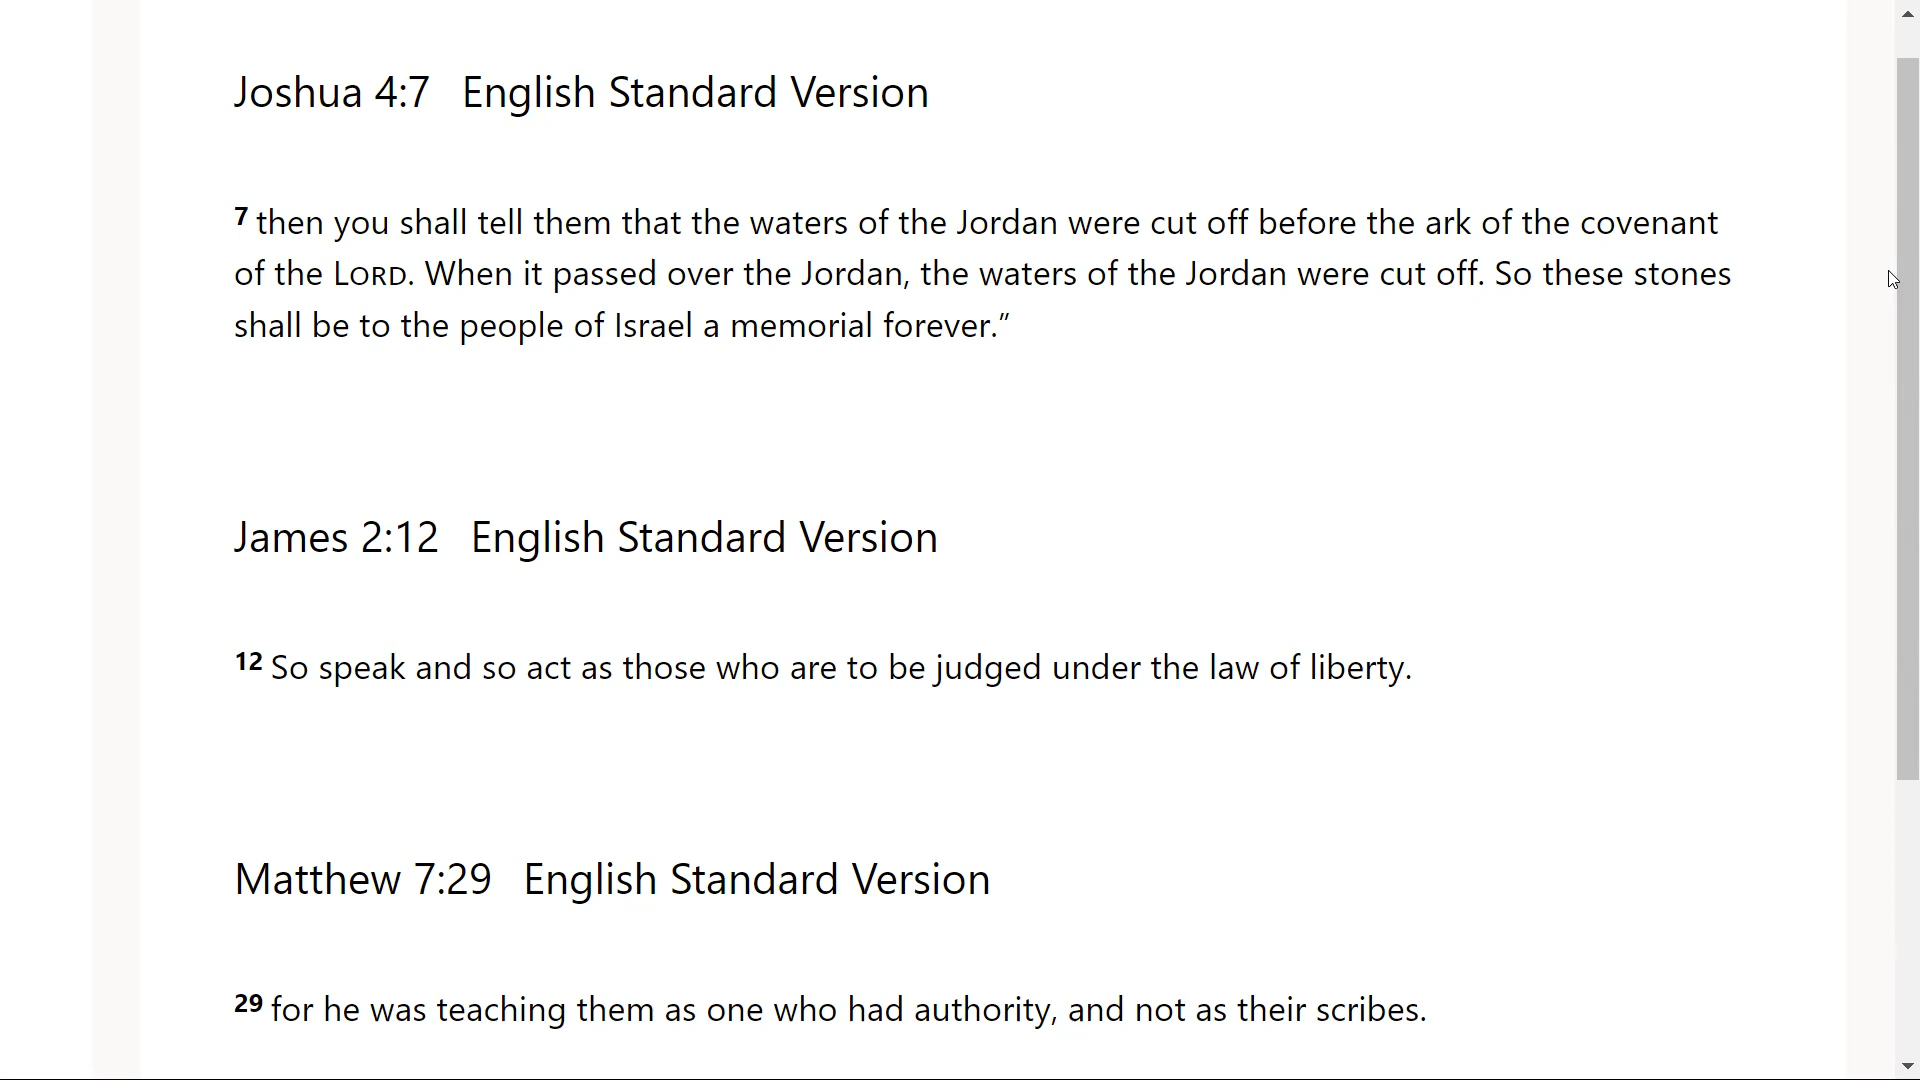 Joshua 4:7 English Standard Version
7 then you shall tell them that the waters of the Jordan were cut off before the ark of the covenant
of the LORD. When it passed over the Jordan, the waters of the Jordan were cut off. So these stones
shall be to the people of Israel a memorial forever.”
James 2:12 English Standard Version
12 So speak and so act as those who are to be judged under the law of liberty.
Matthew 7:29 English Standard Version
29 for he was teaching them as one who had authority, and not as their scribes.